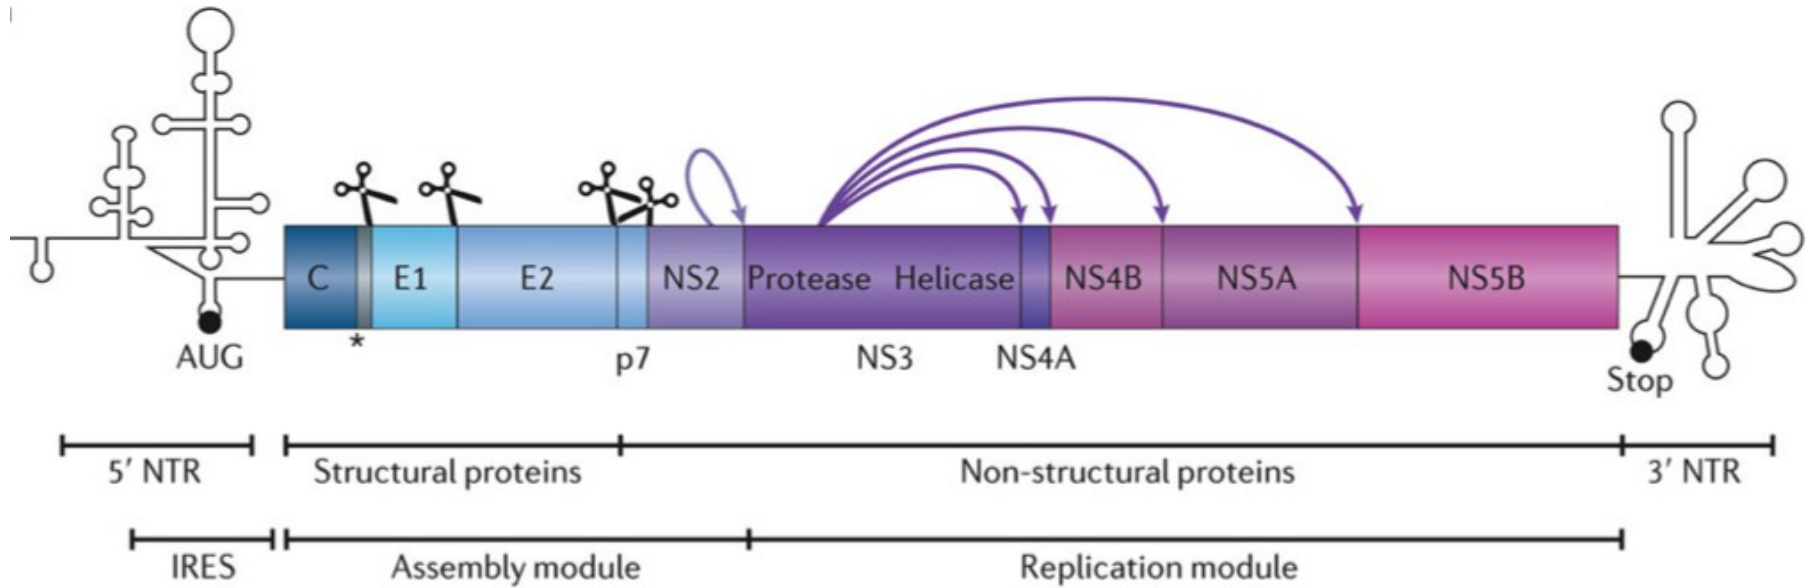 C
E1
E2
NS2
Protease
Helicase
NS4B
NS5A
NS5B
AUG
*
p7
NS3
NS4A
Stop
5′ NTR
Structural proteins
Non-structural proteins
3′ NTR
IRES
Assembly module
Replication module